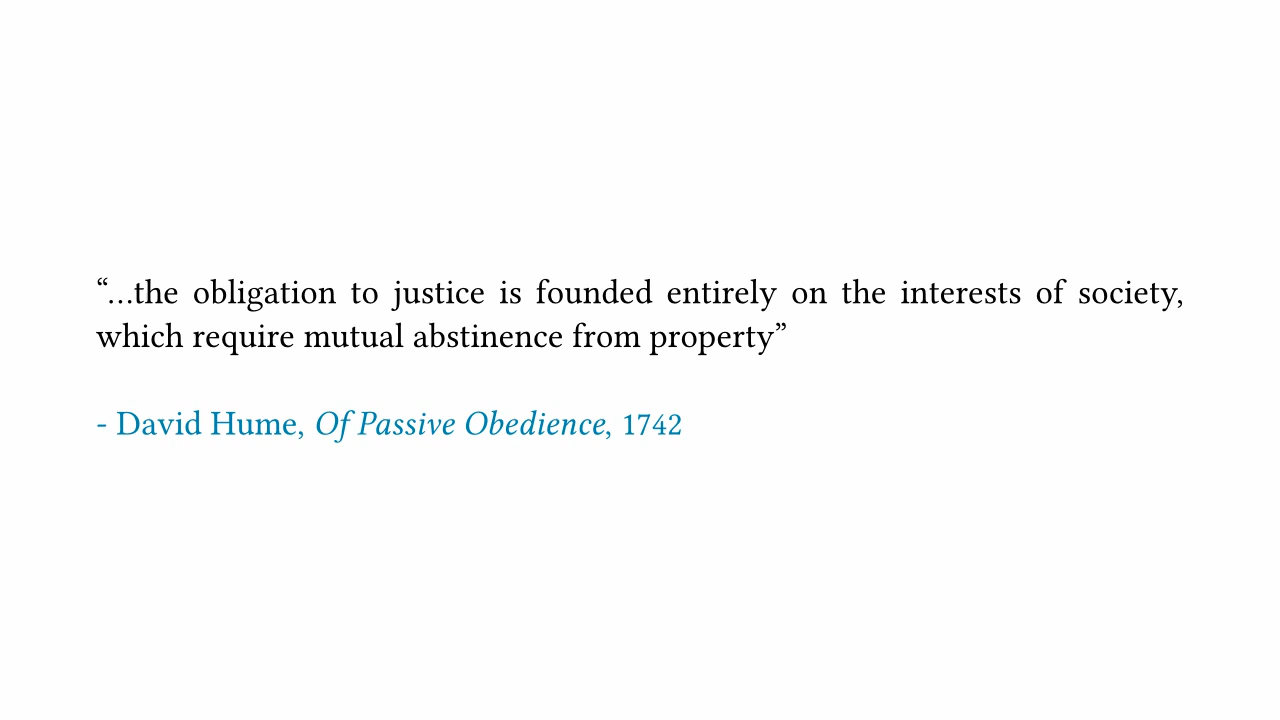 “…the obligation to justice is founded entirely on the interests of society,
which require mutual abstinence from property”
- David Hume, Of Passive Obedience, 1742